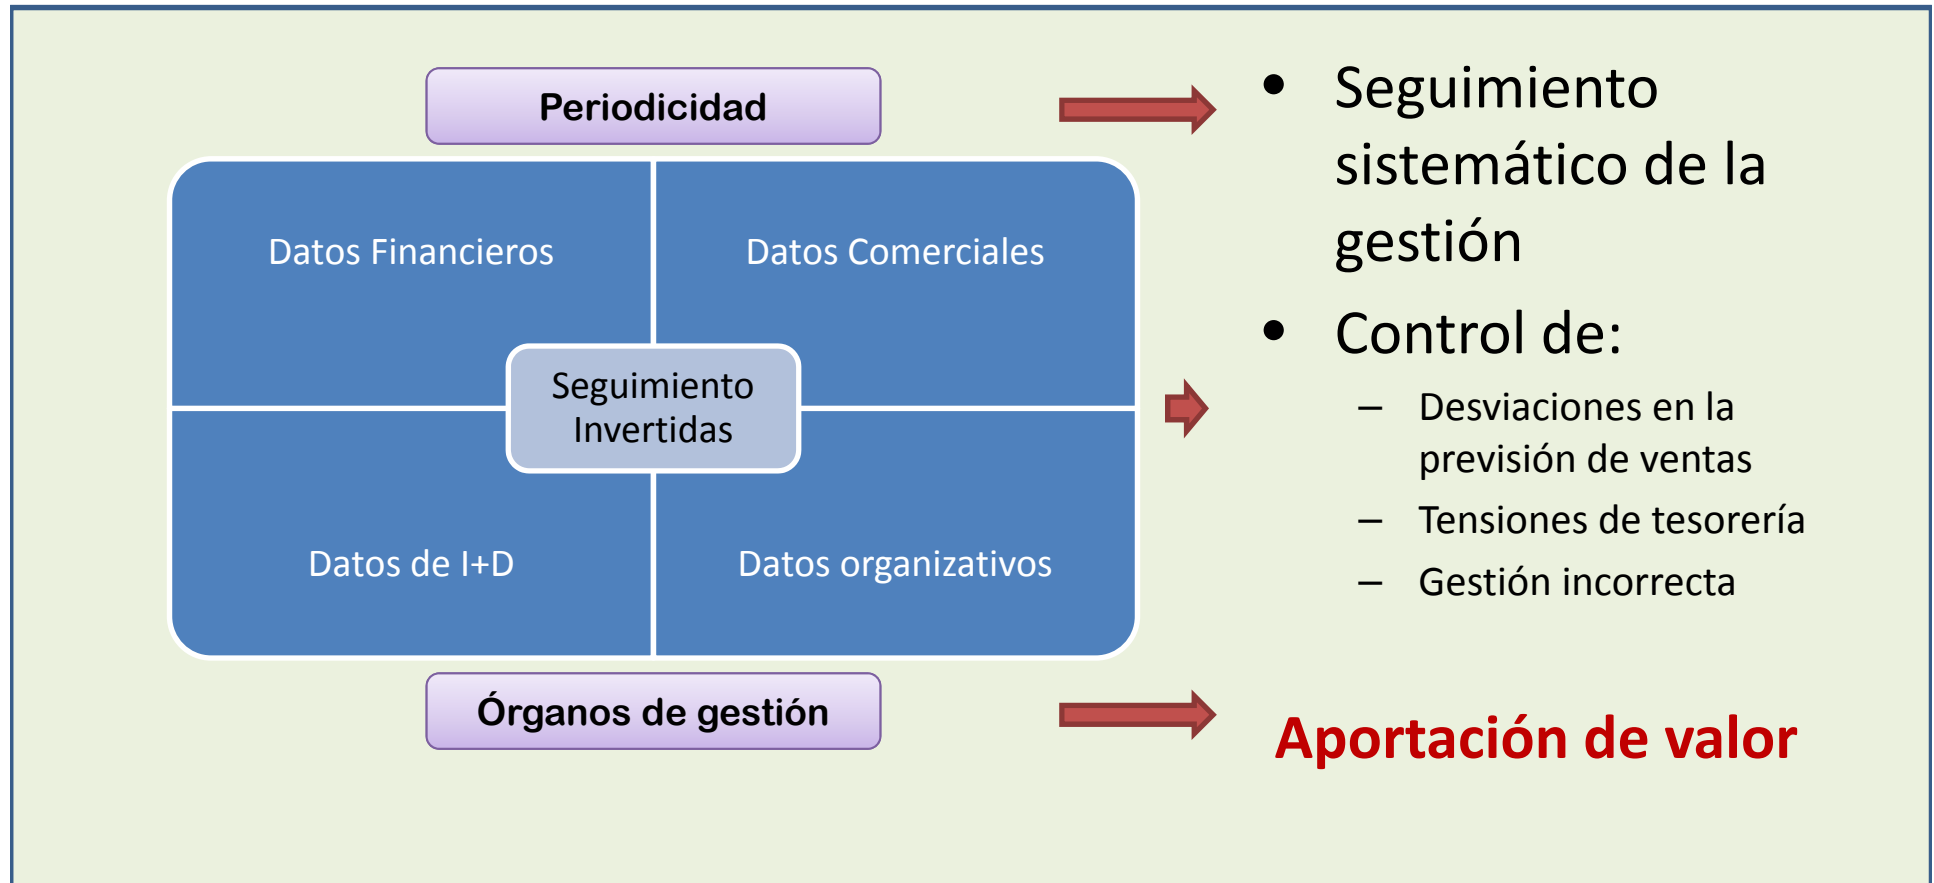 Periodicidad
Datos Financieros
Datos Comerciales
Seguimiento
Invertidas
Datos de I+D
Datos organizativos
Órganos de gestión
• Seguimiento
sistemático de la
gestión
• Control de:
– Desviaciones en la
previsión de ventas
– Tensiones de tesorería
– Gestión incorrecta
Aportación de valor